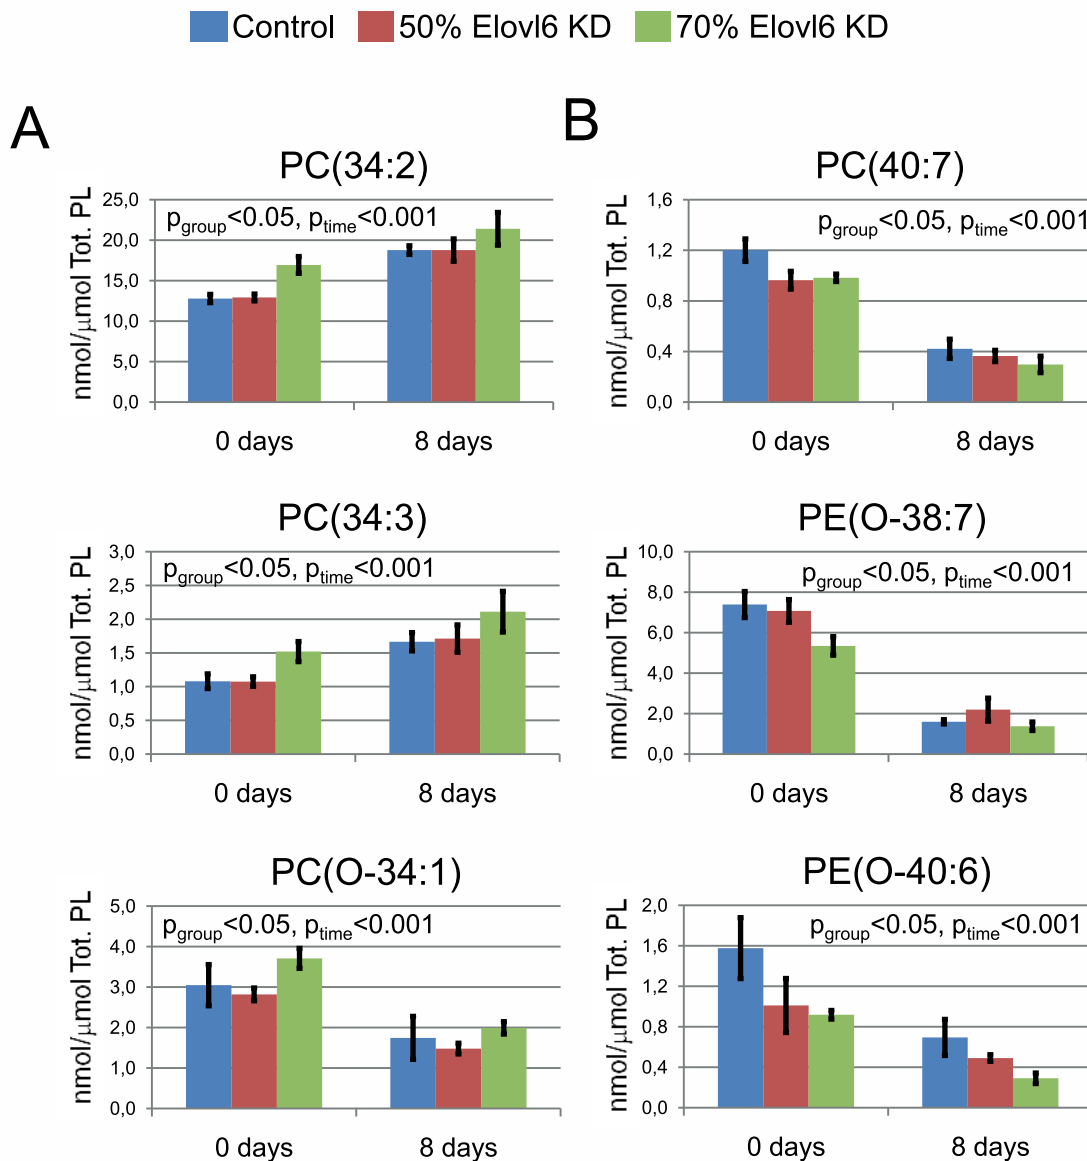 Control 50% Elovl6 KD 70% Elovl6 KD
A
PC(34:2)
nmol/μmol Tot. PL
25,0
20,0
15,0
10,0
5,0
0,0
pgroup<0.05, ptime<0.001
0 days 8 days
PC(34:3)
nmol/μmol Tot. PL
3,0
2,5
2,0
1,5
1,0
0,5
0,0
pgroup<0.05, ptime<0.001
0 days 8 days
PC(O-34:1)
nmol/μmol Tot. PL
5,0
4,0
3,0
2,0
1,0
0,0
pgroup<0.05, ptime<0.001
0 days 8 days
B
PC(40:7)
nmol/μmol Tot. PL
1,6
1,2
0,8
0,4
0,0
pgroup<0.05, ptime<0.001
0 days 8 days
PE(O-38:7)
nmol/μmol Tot. PL
10,0
8,0
6,0
4,0
2,0
0,0
pgroup<0.05, ptime<0.001
0 days 8 days
PE(O-40:6)
nmol/μmol Tot. PL
2,0
1,6
1,2
0,8
0,4
0,0
pgroup<0.05, ptime<0.001
0 days 8 days